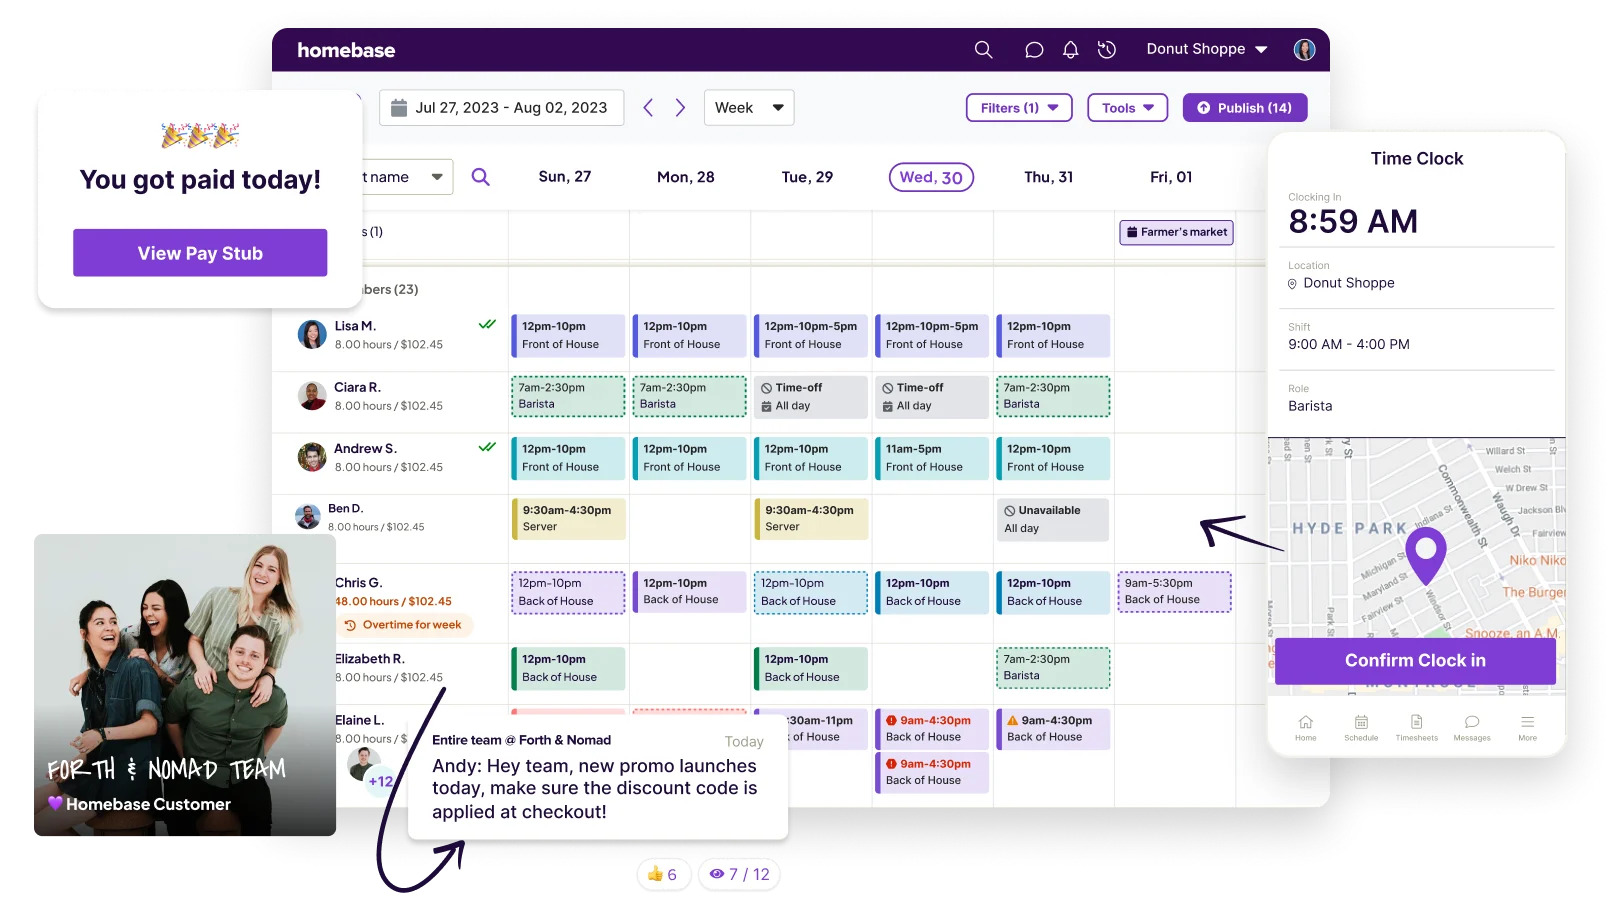 homebase
Donut Shoppe
Jul 27, 2023 - Aug 02, 2023
Week
Filters (1)
Tools
Publish (14)
You got paid today!
View Pay Stub
t name
Sun, 27
Mon, 28
Tue, 29
Wed, 30
Thu, 31
Fri, 01
s (1)
Farmer's market
bers (23)
Lisa M.
8.00 hours / $102.45
12pm-10pm
Front of House
12pm-10pm
Front of House
12pm-10pm-5pm
Front of House
12pm-10pm-5pm
Front of House
12pm-10pm
Front of House
Ciara R.
8.00 hours / $102.45
7am-2:30pm
Barista
7am-2:30pm
Barista
Time-off
All day
Time-off
All day
7am-2:30pm
Barista
Andrew S.
8.00 hours / $102.45
12pm-10pm
Front of House
12pm-10pm
Front of House
12pm-10pm
Front of House
11am-5pm
Front of House
12pm-10pm
Front of House
Ben D.
8.00 hours / $102.45
9:30am-4:30pm
Server
9:30am-4:30pm
Server
Unavailable
All day
Chris G.
48.00 hours / $102.45
Overtime for week
12pm-10pm
Back of House
12pm-10pm
Back of House
12pm-10pm
Back of House
12pm-10pm
Back of House
12pm-10pm
Back of House
9am-5:30pm
Back of House
Elizabeth R.
8.00 hours / $102.45
12pm-10pm
Back of House
12pm-10pm
Back of House
7am-2:30pm
Barista
Elaine L.
8.00 hours / $
+12
:30am-11pm
k of House
9am-4:30pm
Back of House
9am-4:30pm
Back of House
9am-4:30pm
Back of House
Entire team @ Forth & Nomad
Today
Andy: Hey team, new promo launches
today, make sure the discount code is
applied at checkout!
6
7 / 12
FORTH & NOMAD TEAM
Homebase Customer
Time Clock
Clocking In
8:59 AM
Location
Donut Shoppe
Shift
9:00 AM - 4:00 PM
Role
Barista
Willard St
Welch St
W Drew St
Jackson Blv
Fairview
Commonwealth St
Waugh Dr
Indiana St
HYDE PARK
Michigan St
Maryland St
Fairview St
Windsor St
Niko Niko
The Burger
Snooze, an A.M.
Confirm Clock in
MONTROSE
Home
Schedule
Timesheets
Messages
More